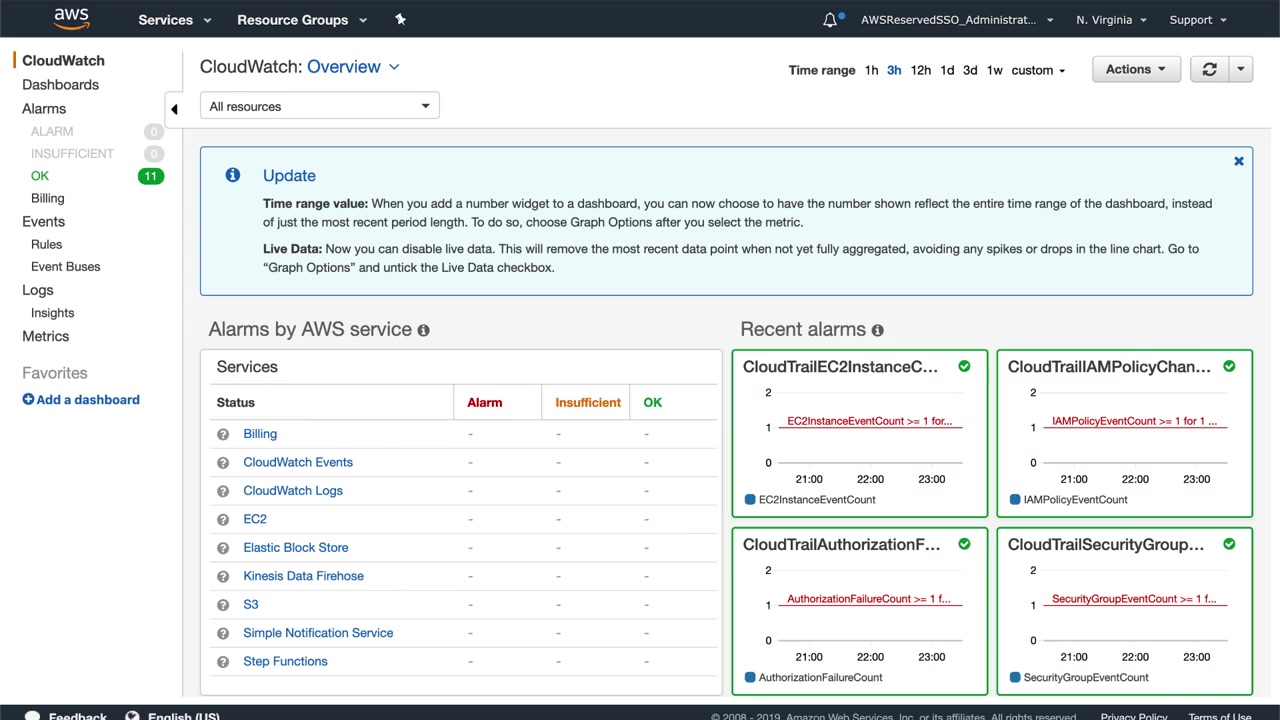 aws Services Resource Groups AWSReservedSSO_Administrat... N. Virginia Support
CloudWatch
Dashboards
Alarms
ALARM 0
INSUFFICIENT 0
OK 11
Billing
Events
Rules
Event Buses
Logs
Insights
Metrics
Favorites
Add a dashboard
CloudWatch: Overview
Time range 1h 3h 12h 1d 3d 1w custom Actions
All resources
Update
Time range value: When you add a number widget to a dashboard, you can now choose to have the number shown reflect the entire time range of the dashboard, instead
of just the most recent period length. To do so, choose Graph Options after you select the metric.
Live Data: Now you can disable live data. This will remove the most recent data point when not yet fully aggregated, avoiding any spikes or drops in the line chart. Go to
“Graph Options” and untick the Live Data checkbox.
Alarms by AWS service
Services
Status Alarm Insufficient OK
Billing - - -
CloudWatch Events - - -
CloudWatch Logs - - -
EC2 - - -
Elastic Block Store - - -
Kinesis Data Firehose - - -
S3 - - -
Simple Notification Service - - -
Step Functions - - -
Recent alarms
CloudTrailEC2InstanceC...
2
EC2InstanceEventCount >= 1 for...
1
0
21:00 22:00 23:00
EC2InstanceEventCount
CloudTrailIAMPolicyChan...
2
IAMPolicyEventCount >= 1 for 1 ...
1
0
21:00 22:00 23:00
IAMPolicyEventCount
CloudTrailAuthorizationF...
2
AuthorizationFailureCount >= 1 f...
1
0
21:00 22:00 23:00
AuthorizationFailureCount
CloudTrailSecurityGroup...
2
SecurityGroupEventCount >= 1 f...
1
0
21:00 22:00 23:00
SecurityGroupEventCount
Feedback English (US) © 2008 - 2019, Amazon Web Services, Inc. or its affiliates. All rights reserved. Privacy Policy Terms of Use